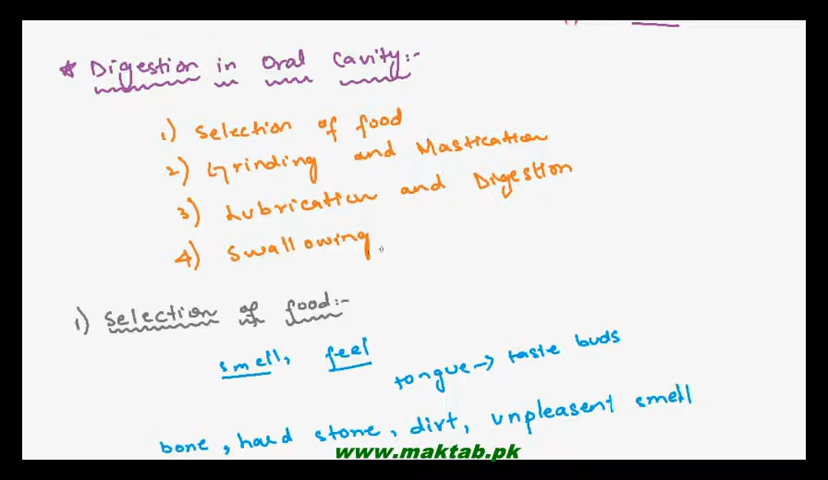 * Digestion in Oral Cavity:-
1) Selection of food
2) Grinding and Mastication
3) Lubrication and Digestion
4) Swallowing
1) Selection of food:-
smell, feel
tongue → taste buds
bone, hard stone, dirt, unpleasent smell
www.maktab.pk